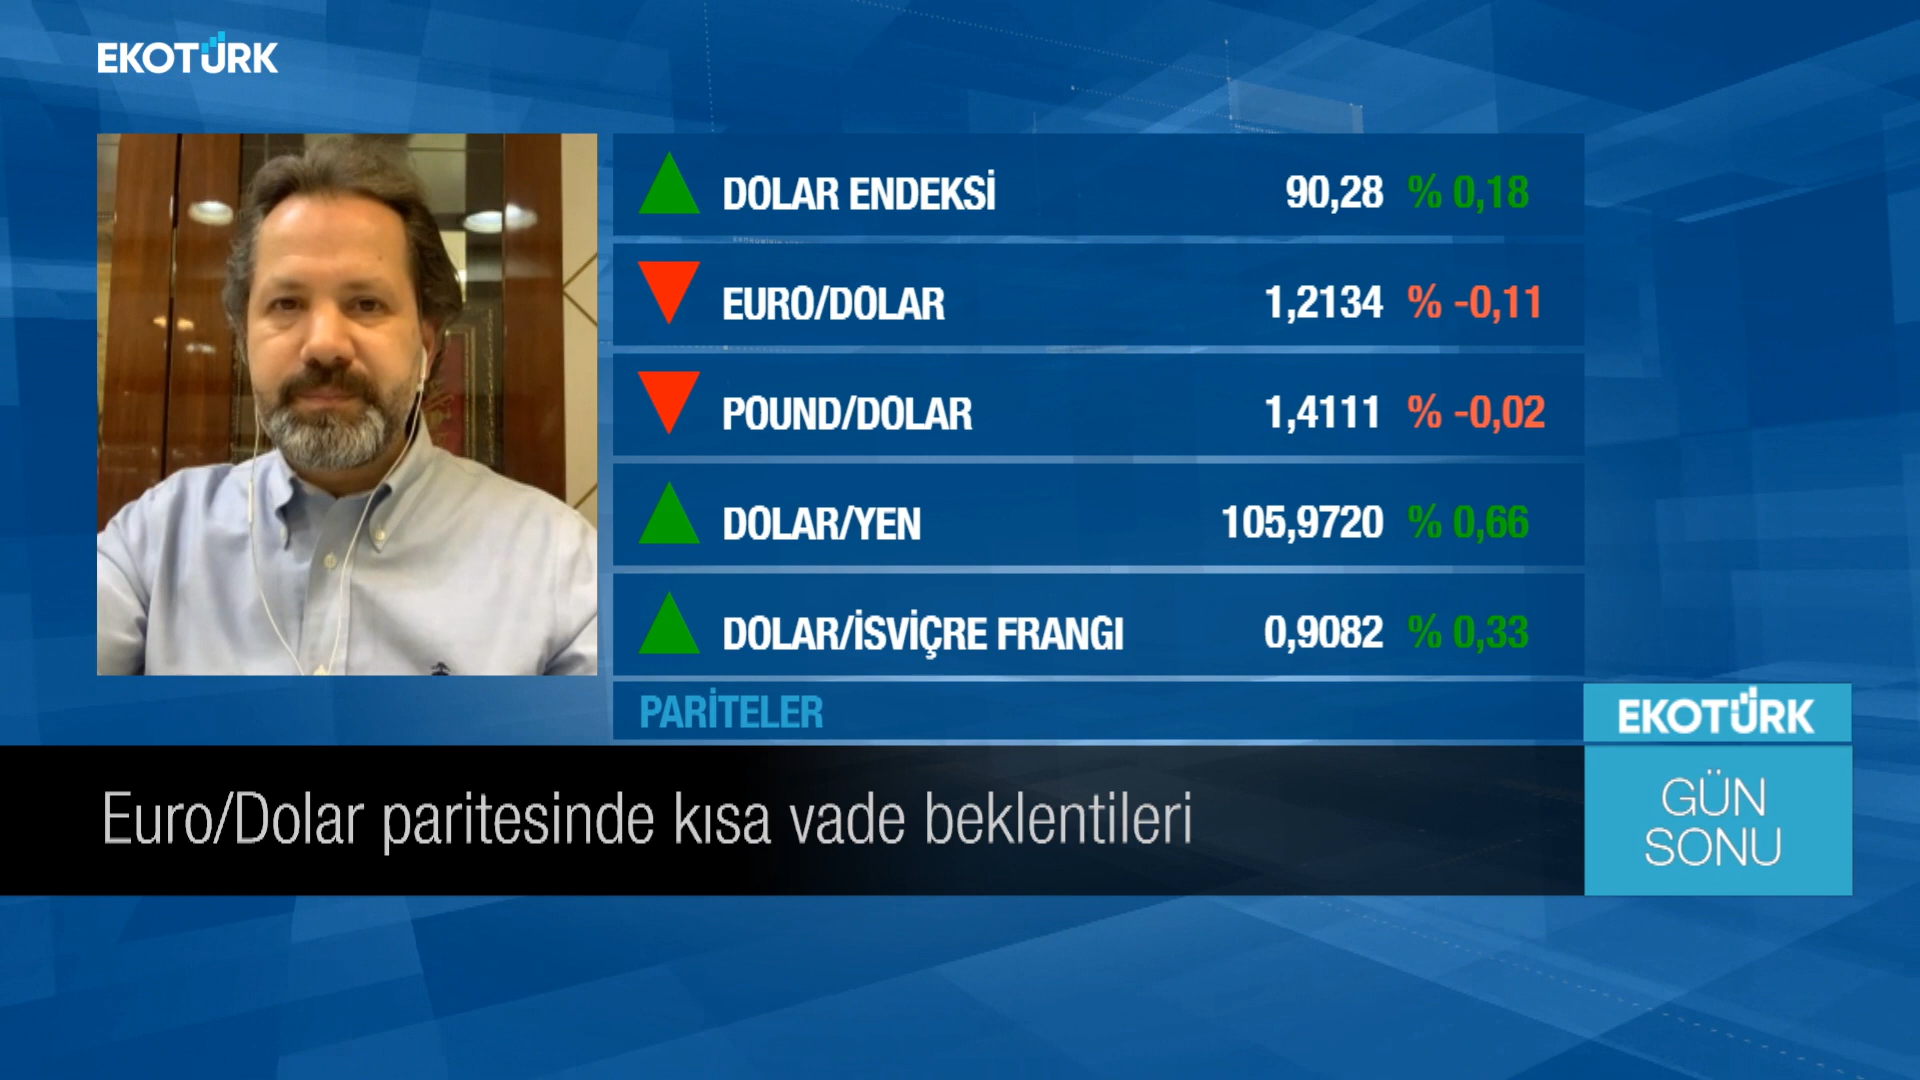 EKOTÜRK
DOLAR ENDEKSİ 90,28 % 0,18
EURO/DOLAR 1,2134 % -0,11
POUND/DOLAR 1,4111 % -0,02
DOLAR/YEN 105,9720 % 0,66
DOLAR/İSVİÇRE FRANGI 0,9082 % 0,33
PARİTELER
EKOTÜRK
Euro/Dolar paritesinde kısa vade beklentileri
GÜN
SONU